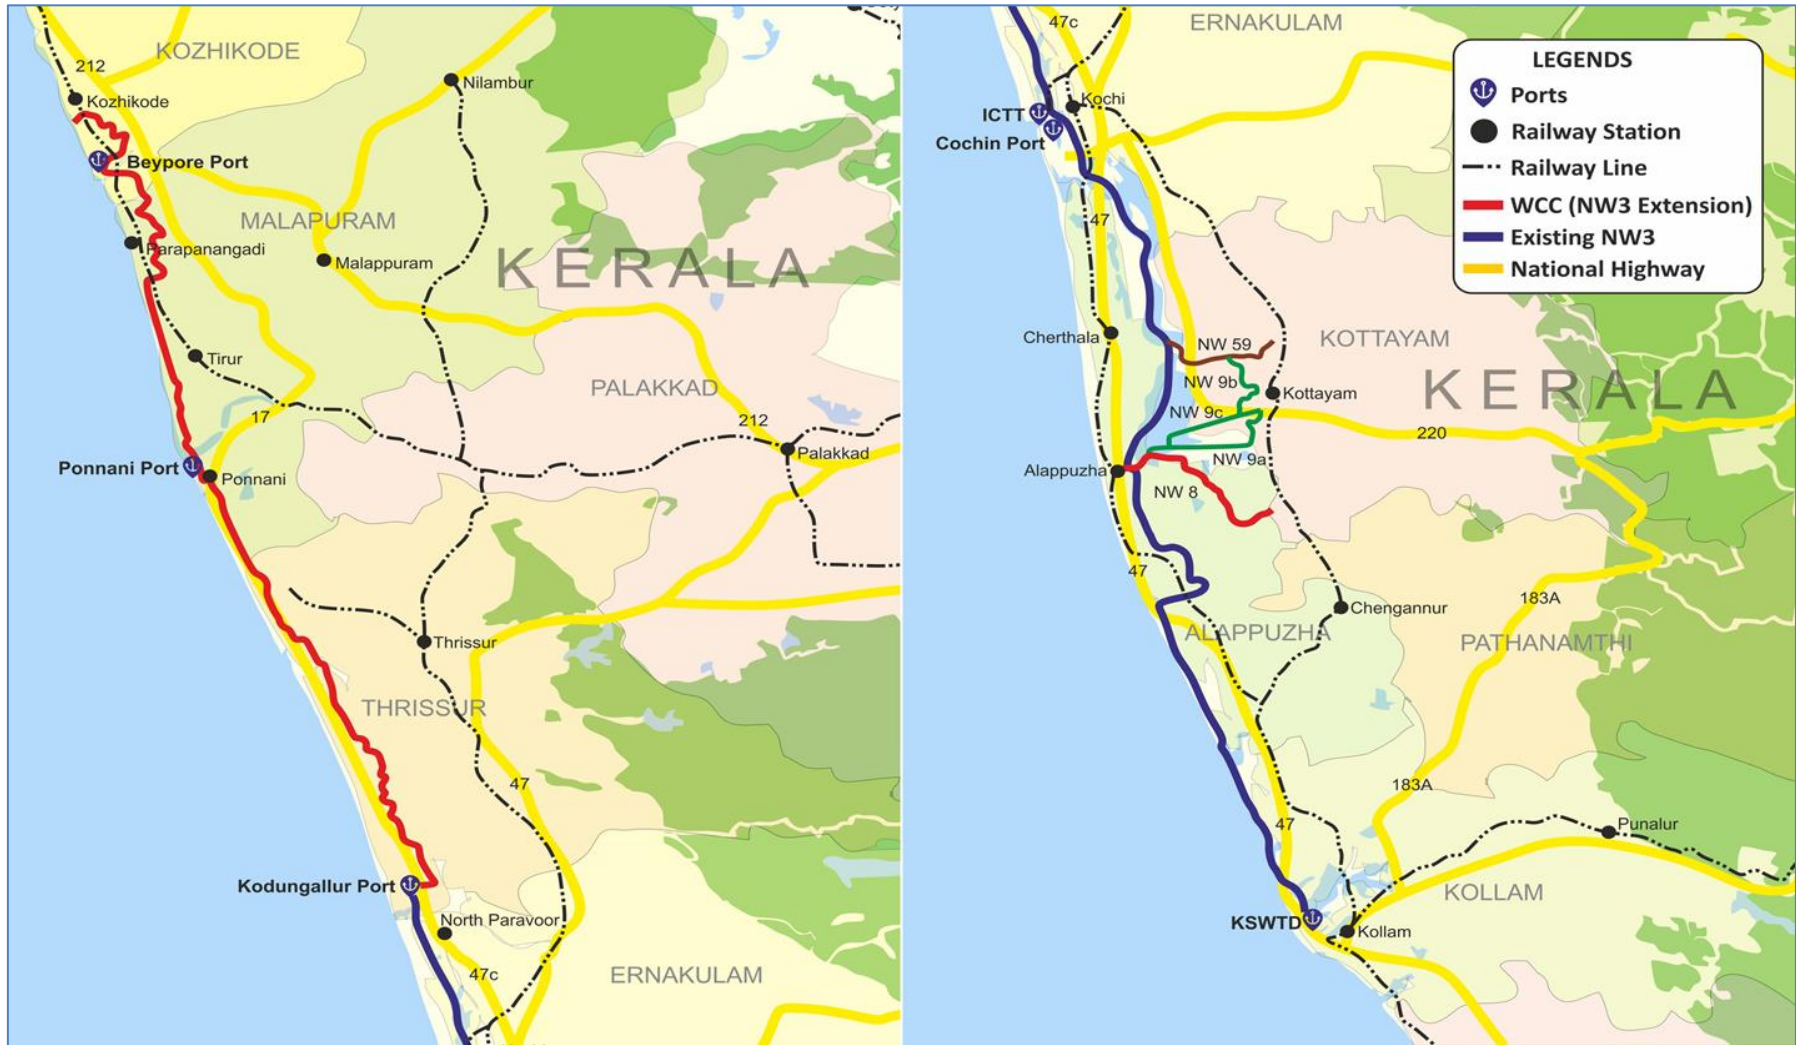 KOZHIKODE
212
Kozhikode
Nilambur
Beypore Port
MALAPURAM
Parapanangadi
Malappuram
KERALA
Tirur
PALAKKAD
17
212
Palakkad
Ponnani Port
Ponnani
Thrissur
THRISSUR
47
Kodungallur Port
North Paravoor
47c
ERNAKULAM
47c
ERNAKULAM
LEGENDS
Ports
Railway Station
Railway Line
WCC (NW3 Extension)
Existing NW3
National Highway
ICTT
Kochi
Cochin Port
47
Cherthala
NW 59
KOTTAYAM
NW 9b
Kottayam
KERALA
NW 9c
220
NW 9a
Alappuzha
NW 8
47
183A
Chengannur
ALAPPUZHA
PATHANAMTHI
183A
47
Punalur
KOLLAM
KSWTD
Kollam